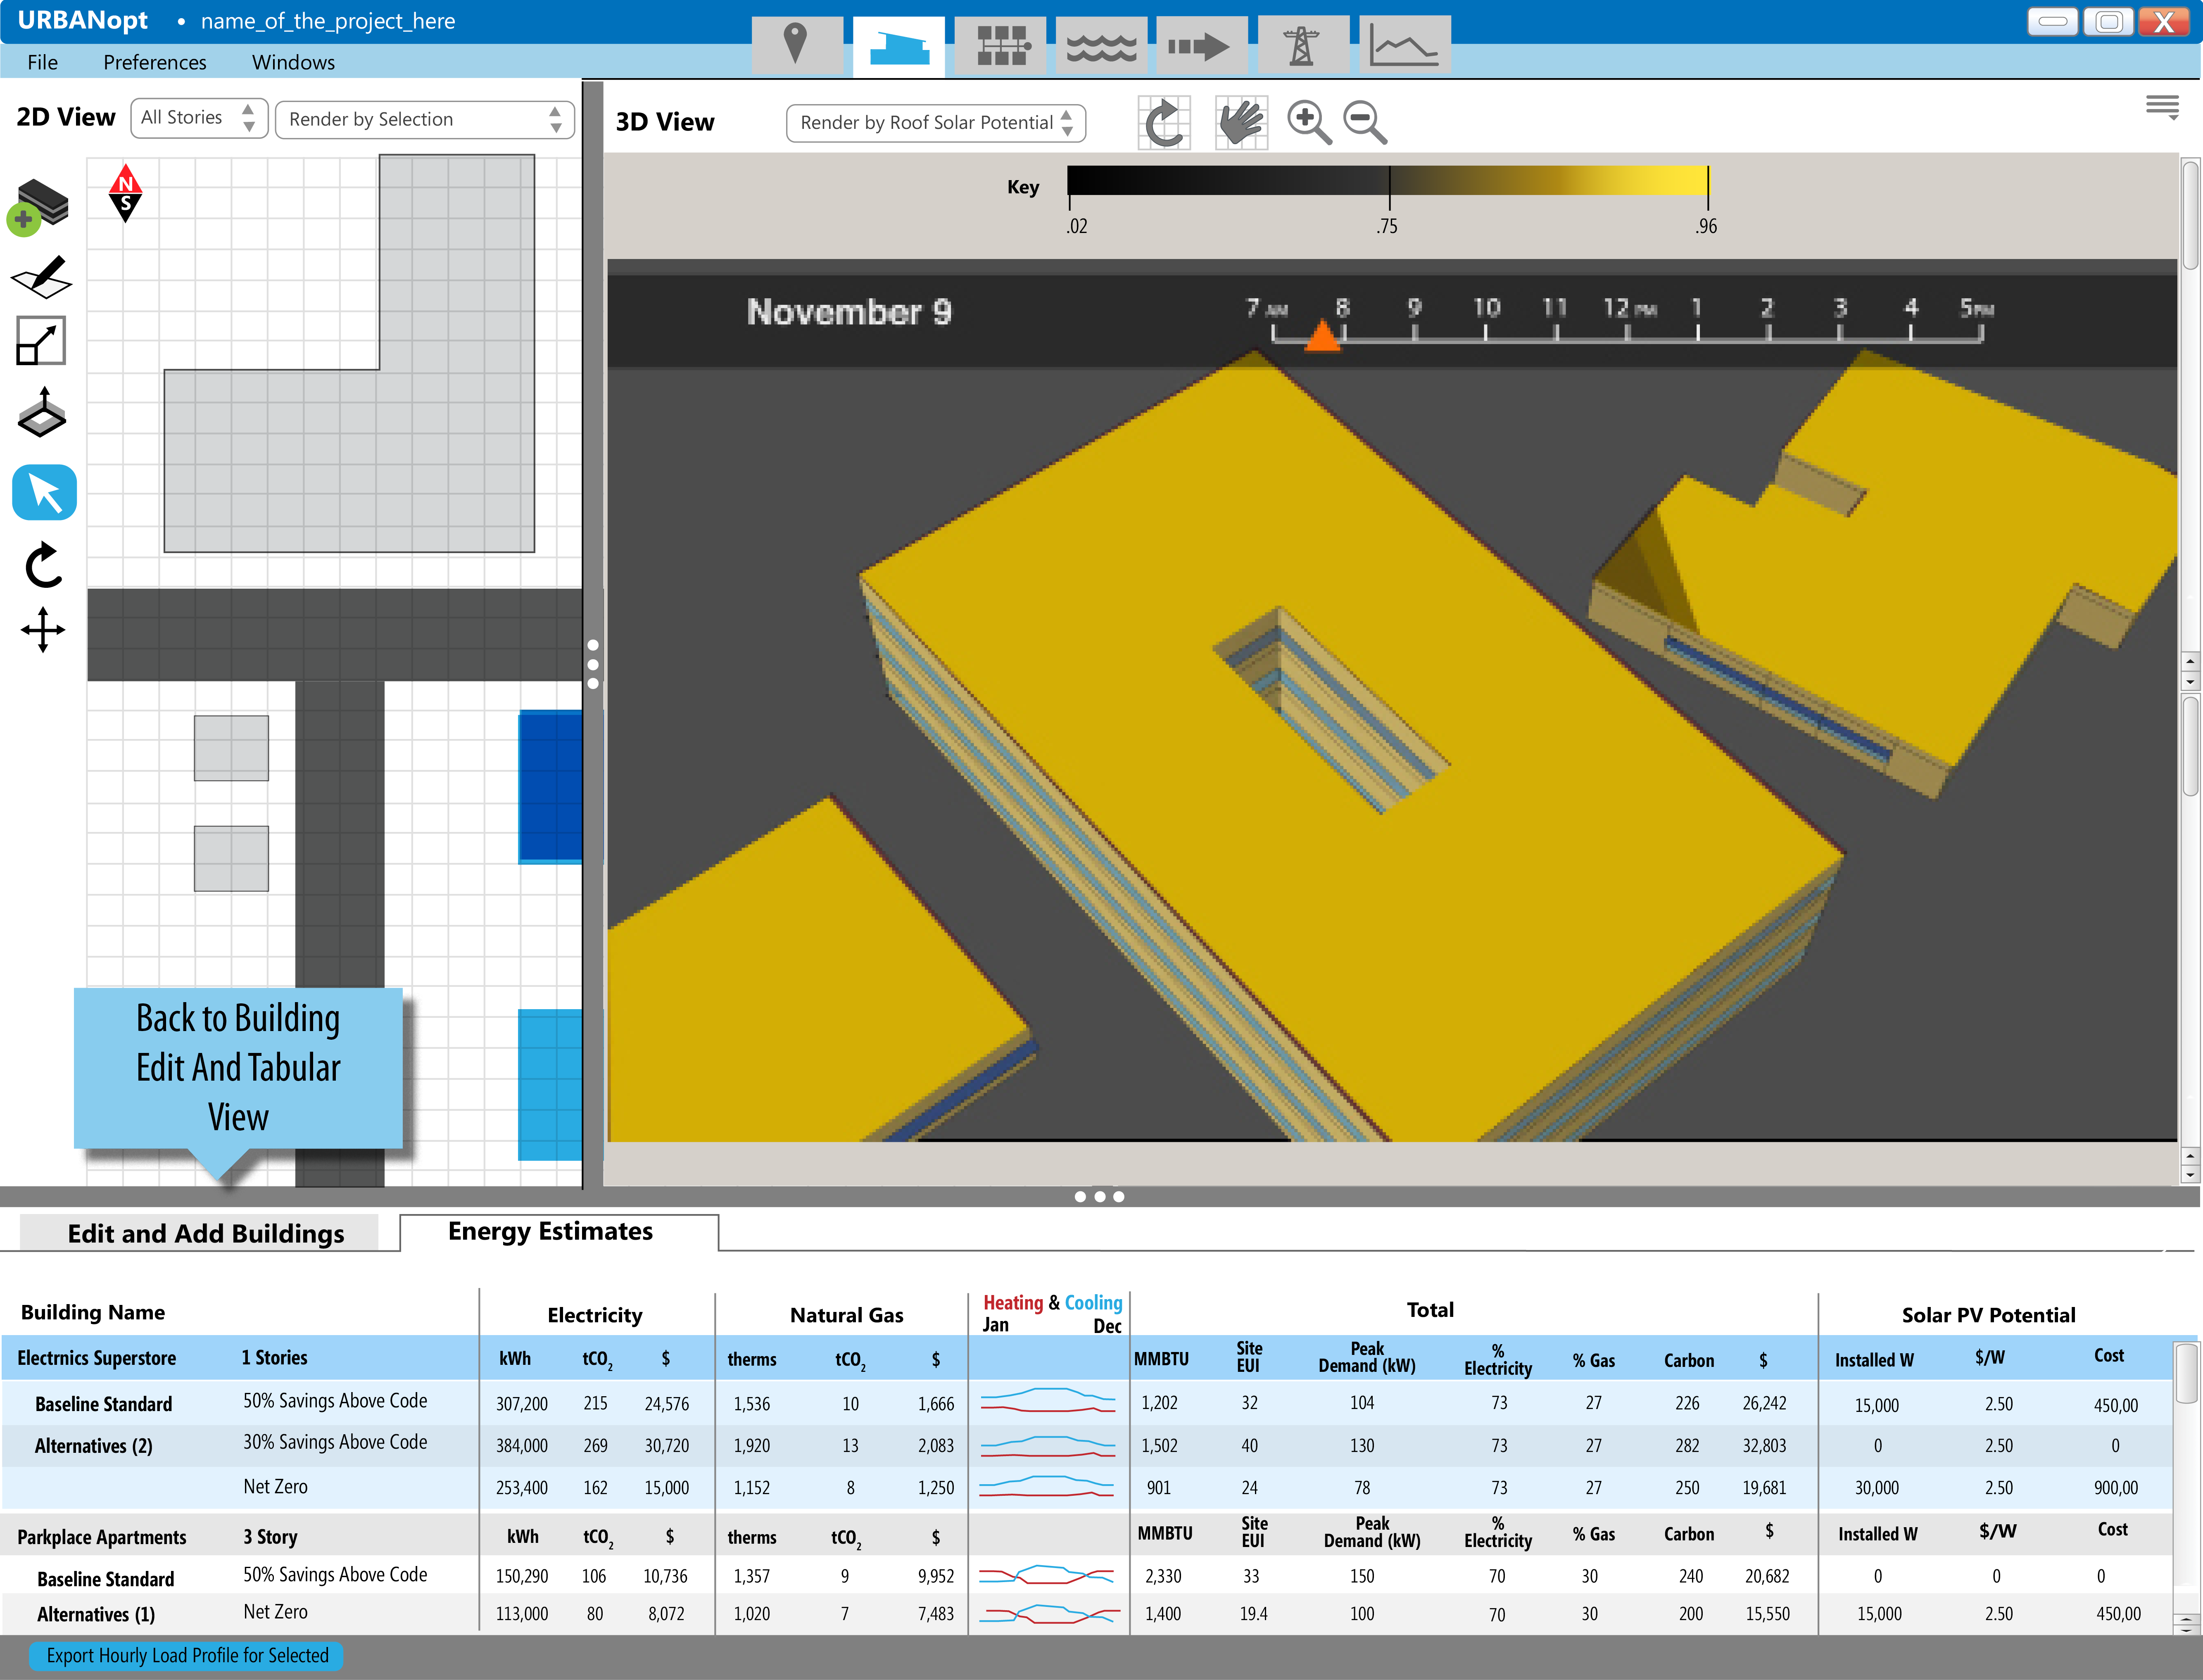 URBANopt • name_of_the_project_here
File Preferences Windows
2D View All Stories Render by Selection
3D View Render by Roof Solar Potential
N
S
Key
.02 .75 .96
November 9
7 AM 8 9 10 11 12 PM 1 2 3 4 5PM
Back to Building
Edit And Tabular
View
Edit and Add Buildings Energy Estimates
Building Name Electricity Natural Gas Heating & Cooling Total Solar PV Potential
Jan Dec
Electrnics Superstore 1 Stories kWh tCO2 $ therms tCO2 $ MMBTU Site EUI Peak Demand (kW) % Electricity % Gas Carbon $ Installed W $/W Cost
Baseline Standard 50% Savings Above Code 307,200 215 24,576 1,536 10 1,666 1,202 32 104 73 27 226 26,242 15,000 2.50 450,00
Alternatives (2) 30% Savings Above Code 384,000 269 30,720 1,920 13 2,083 1,502 40 130 73 27 282 32,803 0 2.50 0
Net Zero 253,400 162 15,000 1,152 8 1,250 901 24 78 73 27 250 19,681 30,000 2.50 900,00
Parkplace Apartments 3 Story kWh tCO2 $ therms tCO2 $ MMBTU Site EUI Peak Demand (kW) % Electricity % Gas Carbon $ Installed W $/W Cost
Baseline Standard 50% Savings Above Code 150,290 106 10,736 1,357 9 9,952 2,330 33 150 70 30 240 20,682 0 0 0
Alternatives (1) Net Zero 113,000 80 8,072 1,020 7 7,483 1,400 19.4 100 70 30 200 15,550 15,000 2.50 450,00
Export Hourly Load Profile for Selected